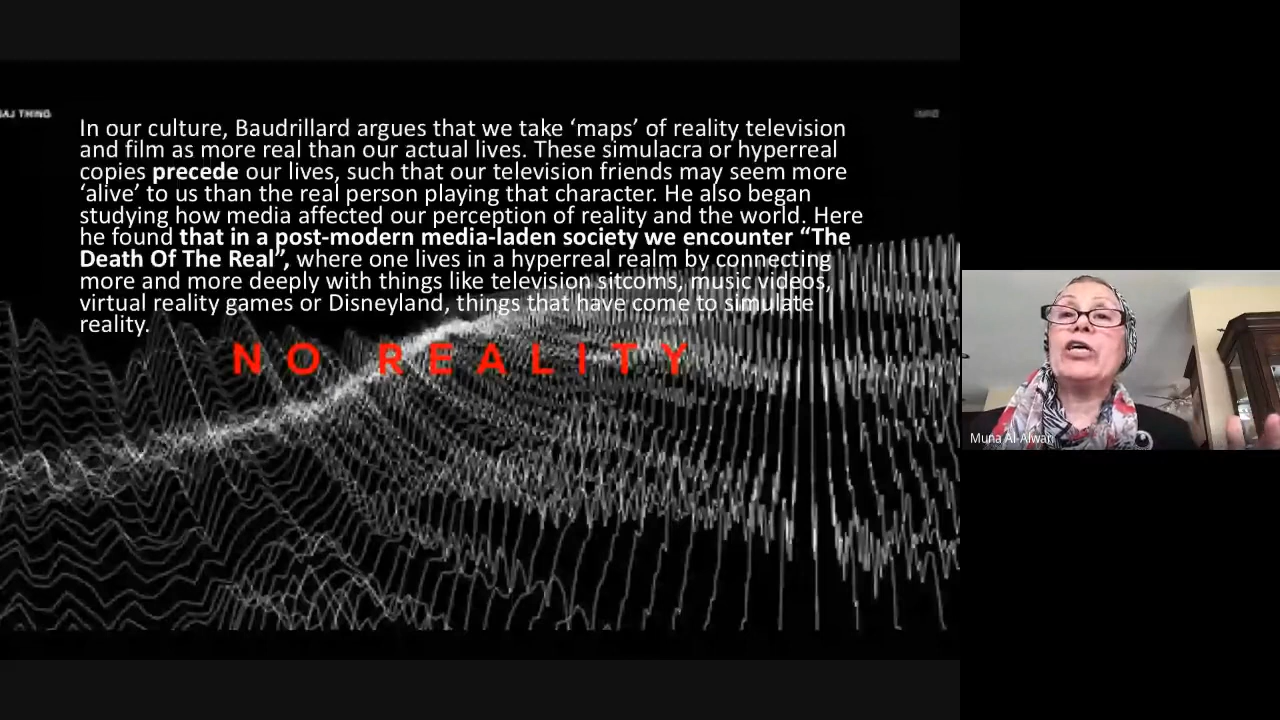 In our culture, Baudrillard argues that we take ‘maps’ of reality television
and film as more real than our actual lives. These simulacra or hyperreal
copies precede our lives, such that our television friends may seem more
‘alive’ to us than the real person playing that character. He also began
studying how media affected our perception of reality and the world. Here
he found that in a post-modern media-laden society we encounter “The
Death Of The Real”, where one lives in a hyperreal realm by connecting
more and more deeply with things like television sitcoms, music videos,
virtual reality games or Disneyland, things that have come to simulate
reality.
NO REALITY
THING
Muna Al-Alwan